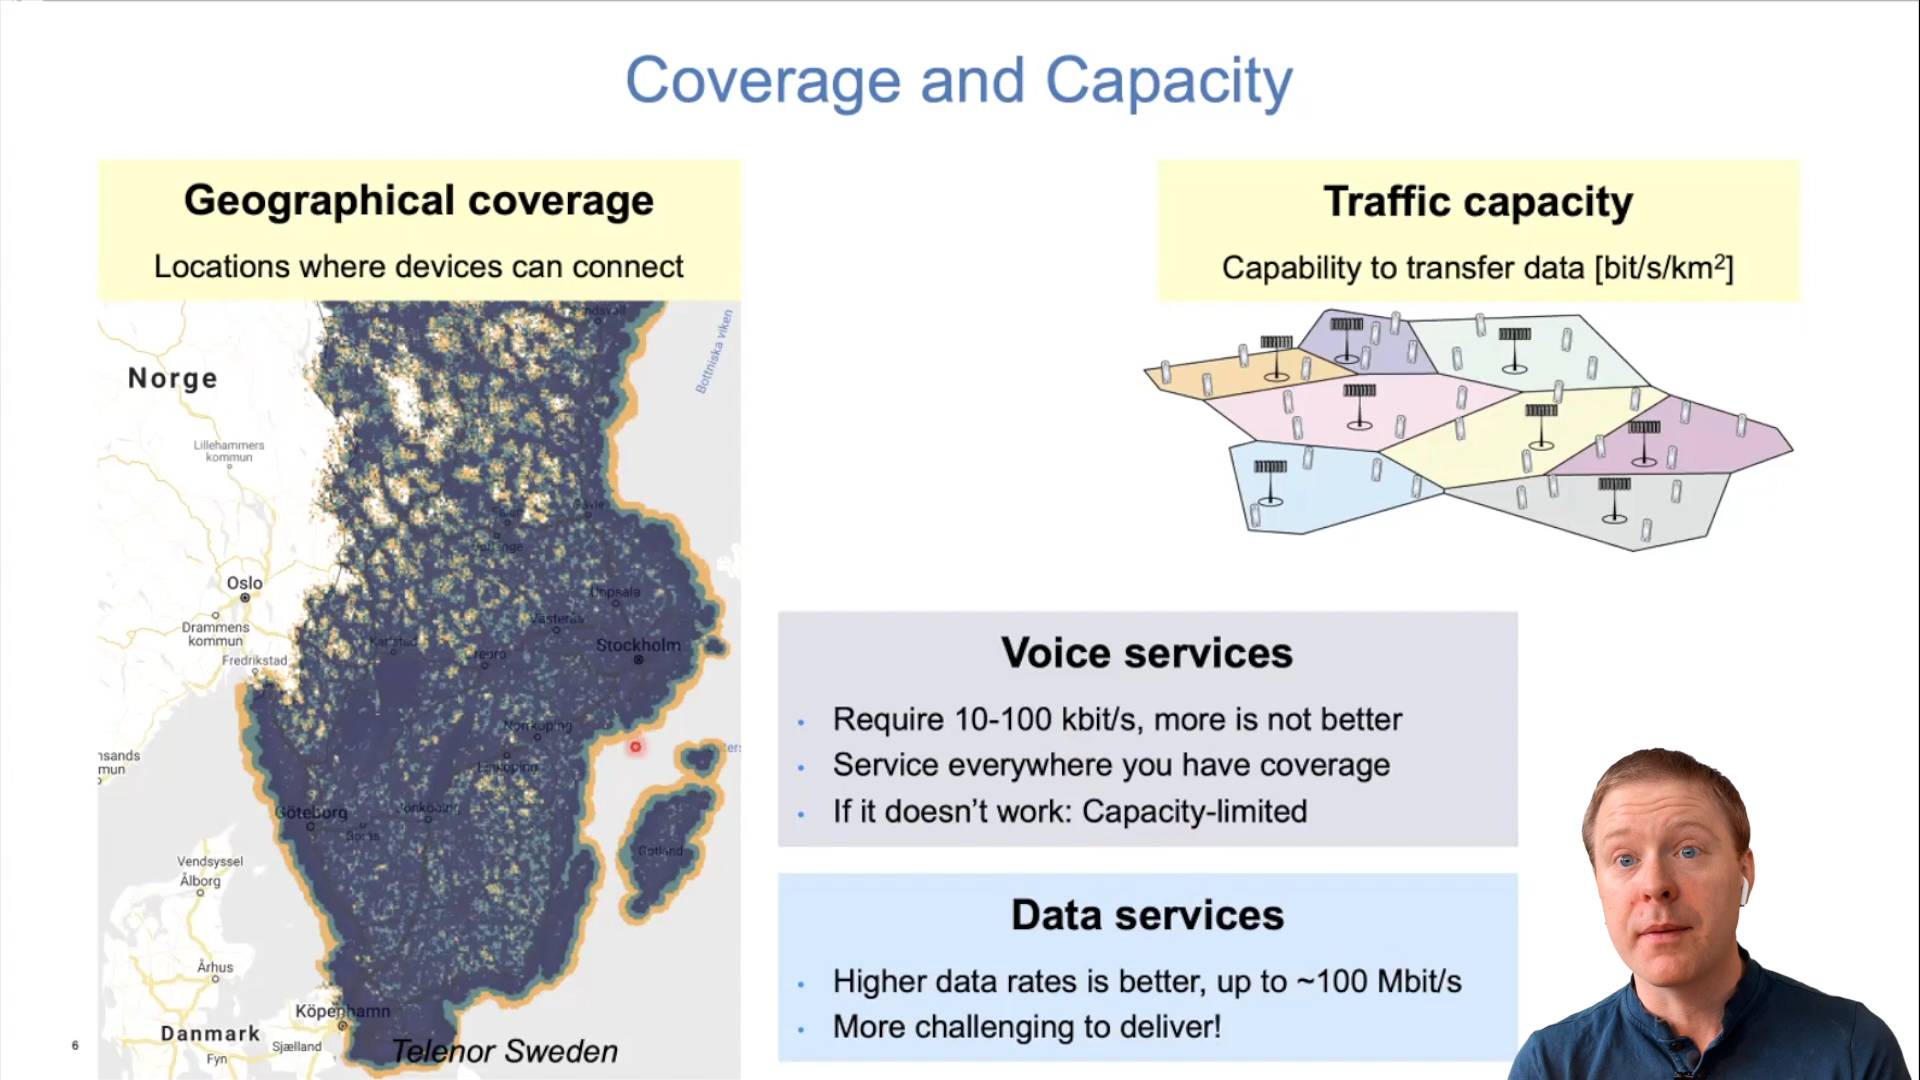 Coverage and Capacity
Geographical coverage
Locations where devices can connect
Traffic capacity
Capability to transfer data [bit/s/km²]
Bottniska viken
Norge
Lillehammers
kommun
Oslo
Drammens
kommun
Fredrikstad
Uppsala
Västerås
Stockholm
Karlstad
Norrköping
Linköping
Göteborg
Jönköping
Borås
Gotland
Vendsyssel
Ålborg
Århus
Köpenhamn
Danmark
Sjælland
Fyn
Telenor Sweden
Voice services
• Require 10-100 kbit/s, more is not better
• Service everywhere you have coverage
• If it doesn’t work: Capacity-limited
Data services
• Higher data rates is better, up to ~100 Mbit/s
• More challenging to deliver!
6